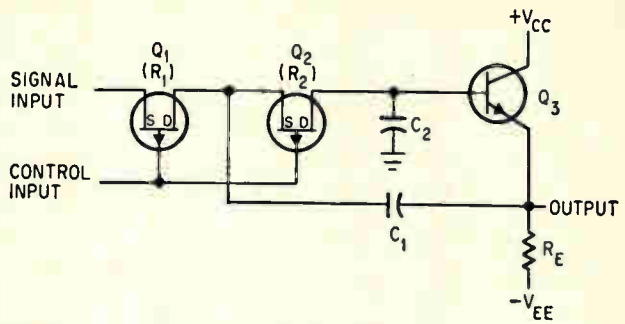 +VCC
Q1
(R1)
Q2
(R2)
SIGNAL
INPUT
Q3
S D
S D
C2
CONTROL
INPUT
OUTPUT
C1
RE
-VEE